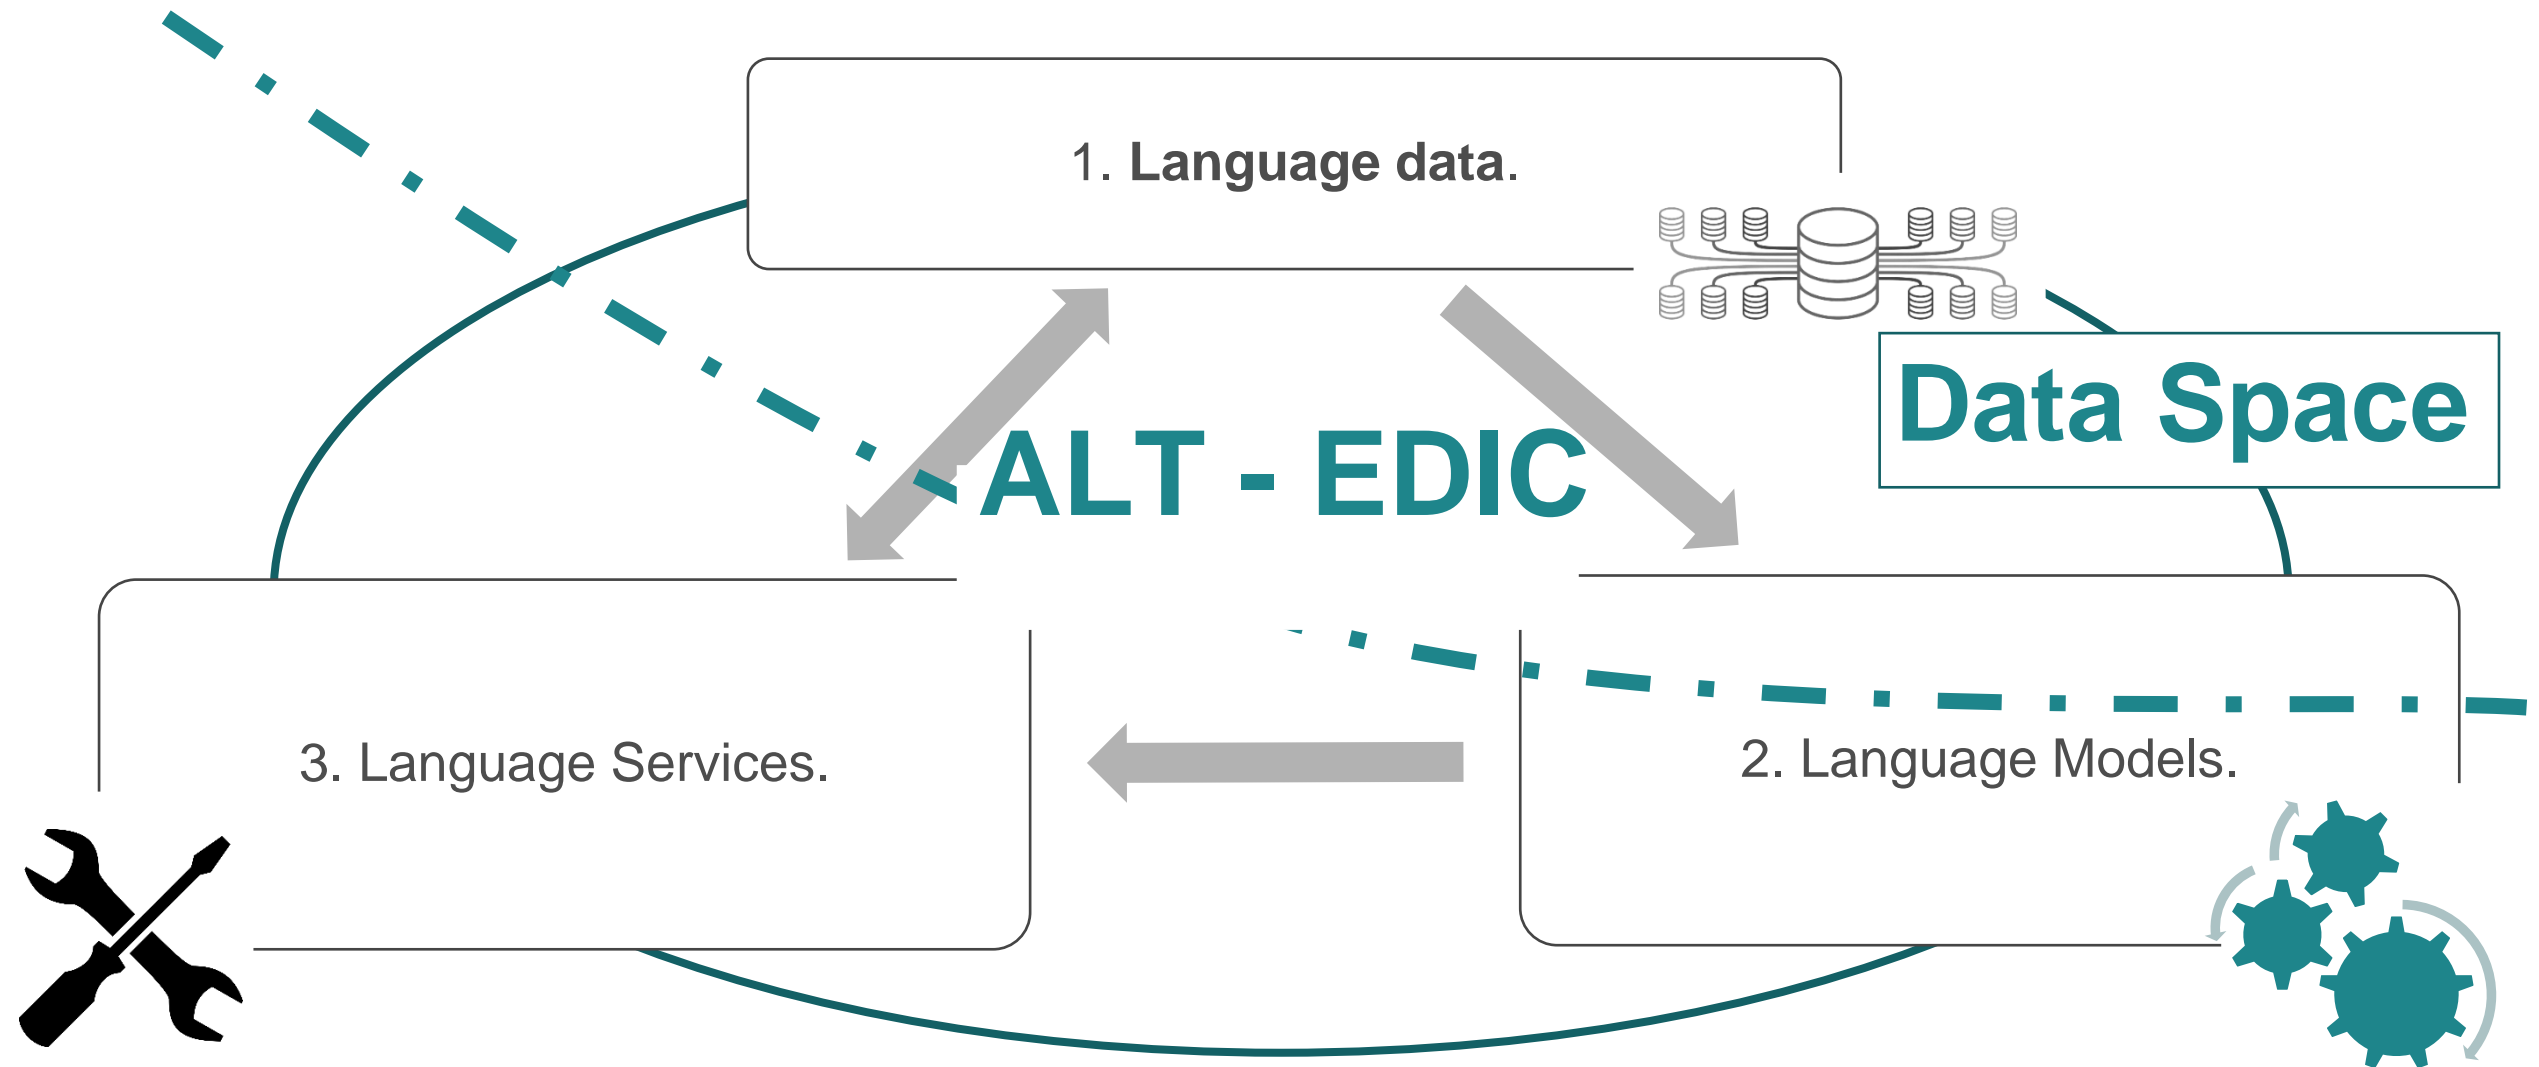 1. Language data.
Data Space
ALT - EDIC
3. Language Services.
2. Language Models.